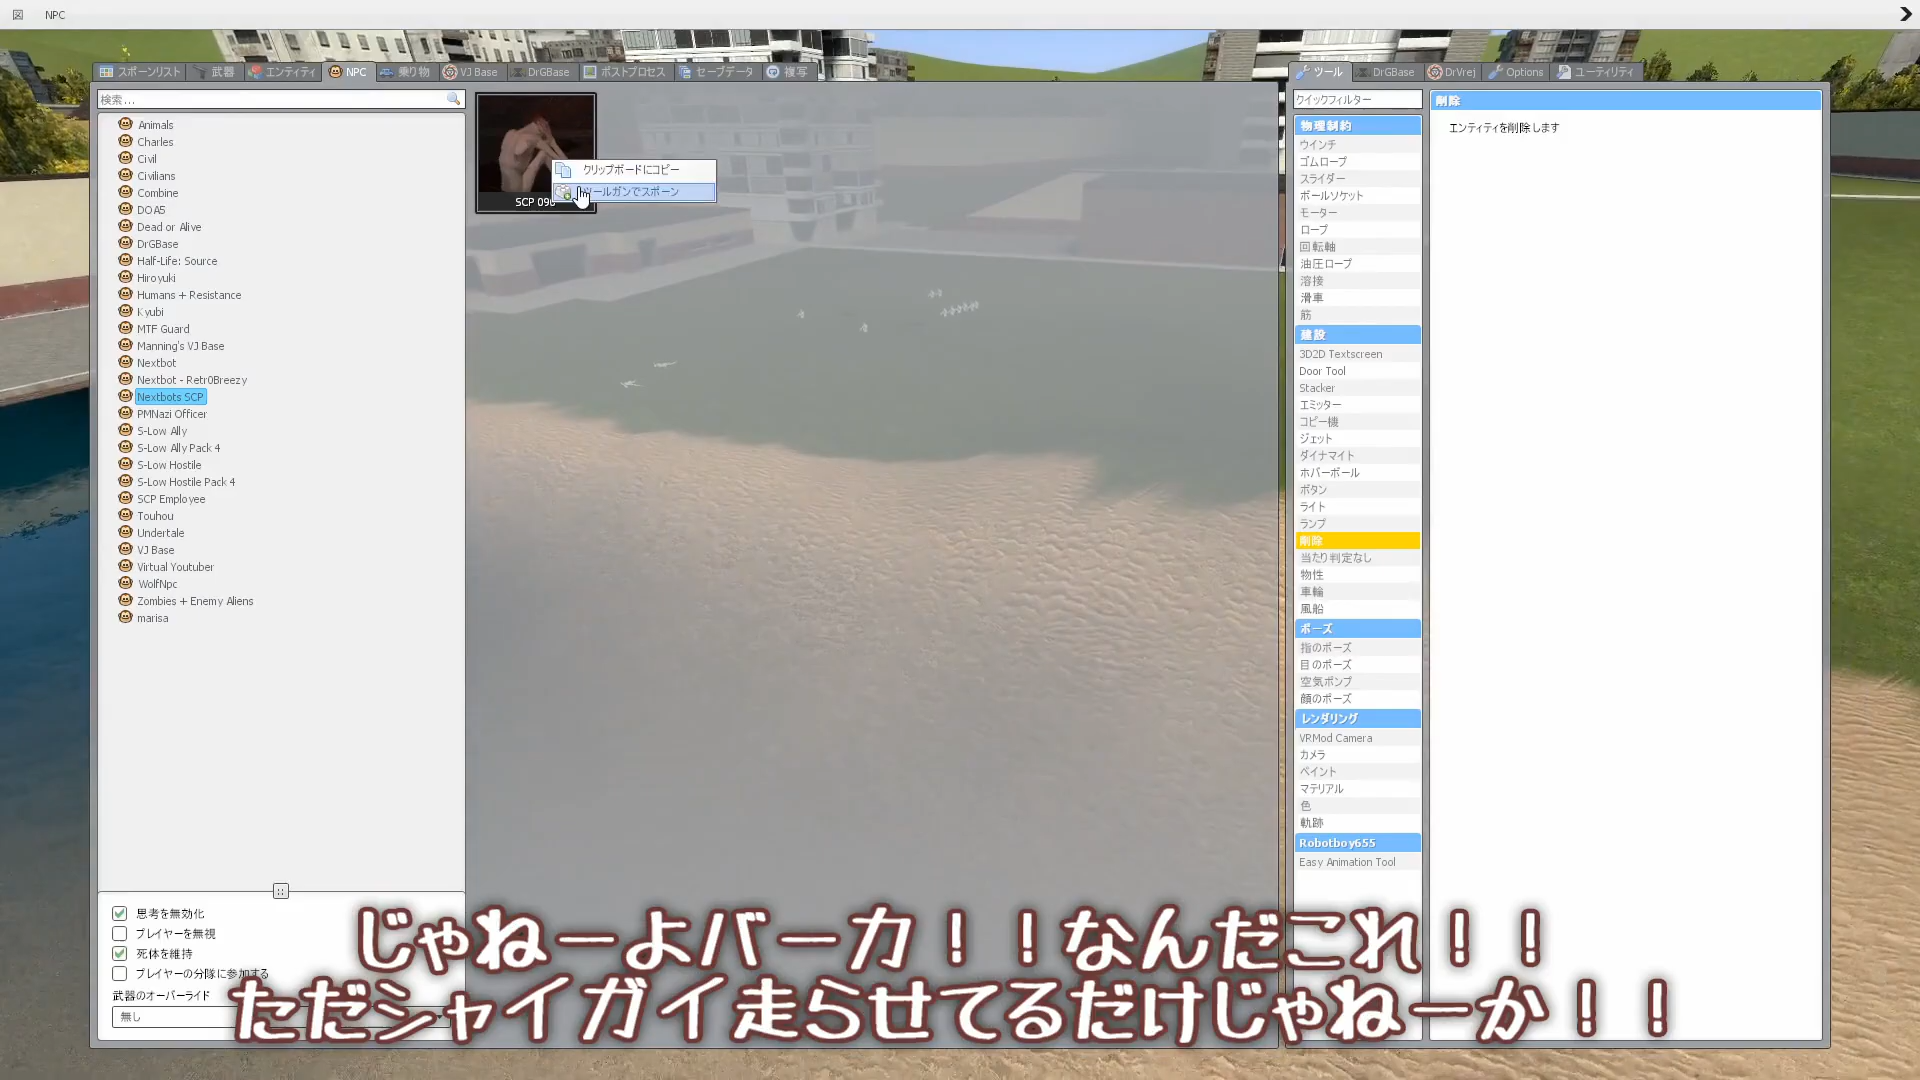 NPC
スポーンリスト
武器
エンティティ
NPC
乗り物
VJ Base
DrGBase
ポストプロセス
セーブデータ
複写
検索...
Animals
Charles
Civil
Civilians
Combine
DOA5
Dead or Alive
DrGBase
Half-Life: Source
Hiroyuki
Humans + Resistance
Kyubi
MTF Guard
Manning's VJ Base
Nextbot
Nextbot - Retr0Breezy
Nextbots SCP
PMNazi Officer
S-Low Ally
S-Low Ally Pack 4
S-Low Hostile
S-Low Hostile Pack 4
SCP Employee
Touhou
Undertale
VJ Base
Virtual Youtuber
WolfNpc
Zombies + Enemy Aliens
marisa
思考を無効化
プレイヤーを無視
死体を維持
プレイヤーの分隊に参加する
武器のオーバーライド
無し
クリップボードにコピー
ツールガンでスポーン
SCP 096
ツール
DrGBase
DrVrej
Options
ユーティリティ
クイックフィルター
物理制約
ウインチ
ゴムロープ
スライダー
ボールソケット
モーター
ロープ
回転軸
油圧ロープ
溶接
滑車
筋
建設
3D2D Textscreen
Door Tool
Stacker
エミッター
コピー機
ジェット
ダイナマイト
ホバーボール
ボタン
ライト
ランプ
削除
当たり判定なし
物性
車輪
風船
ポーズ
指のポーズ
目のポーズ
空気ポンプ
顔のポーズ
レンダリング
VRMod Camera
カメラ
ペイント
マテリアル
色
軌跡
Robotboy655
Easy Animation Tool
削除
エンティティを削除します
じゃねーよバーカ！！なんだこれ！！
ただシャイガイ走らせてるだけじゃねーか！！